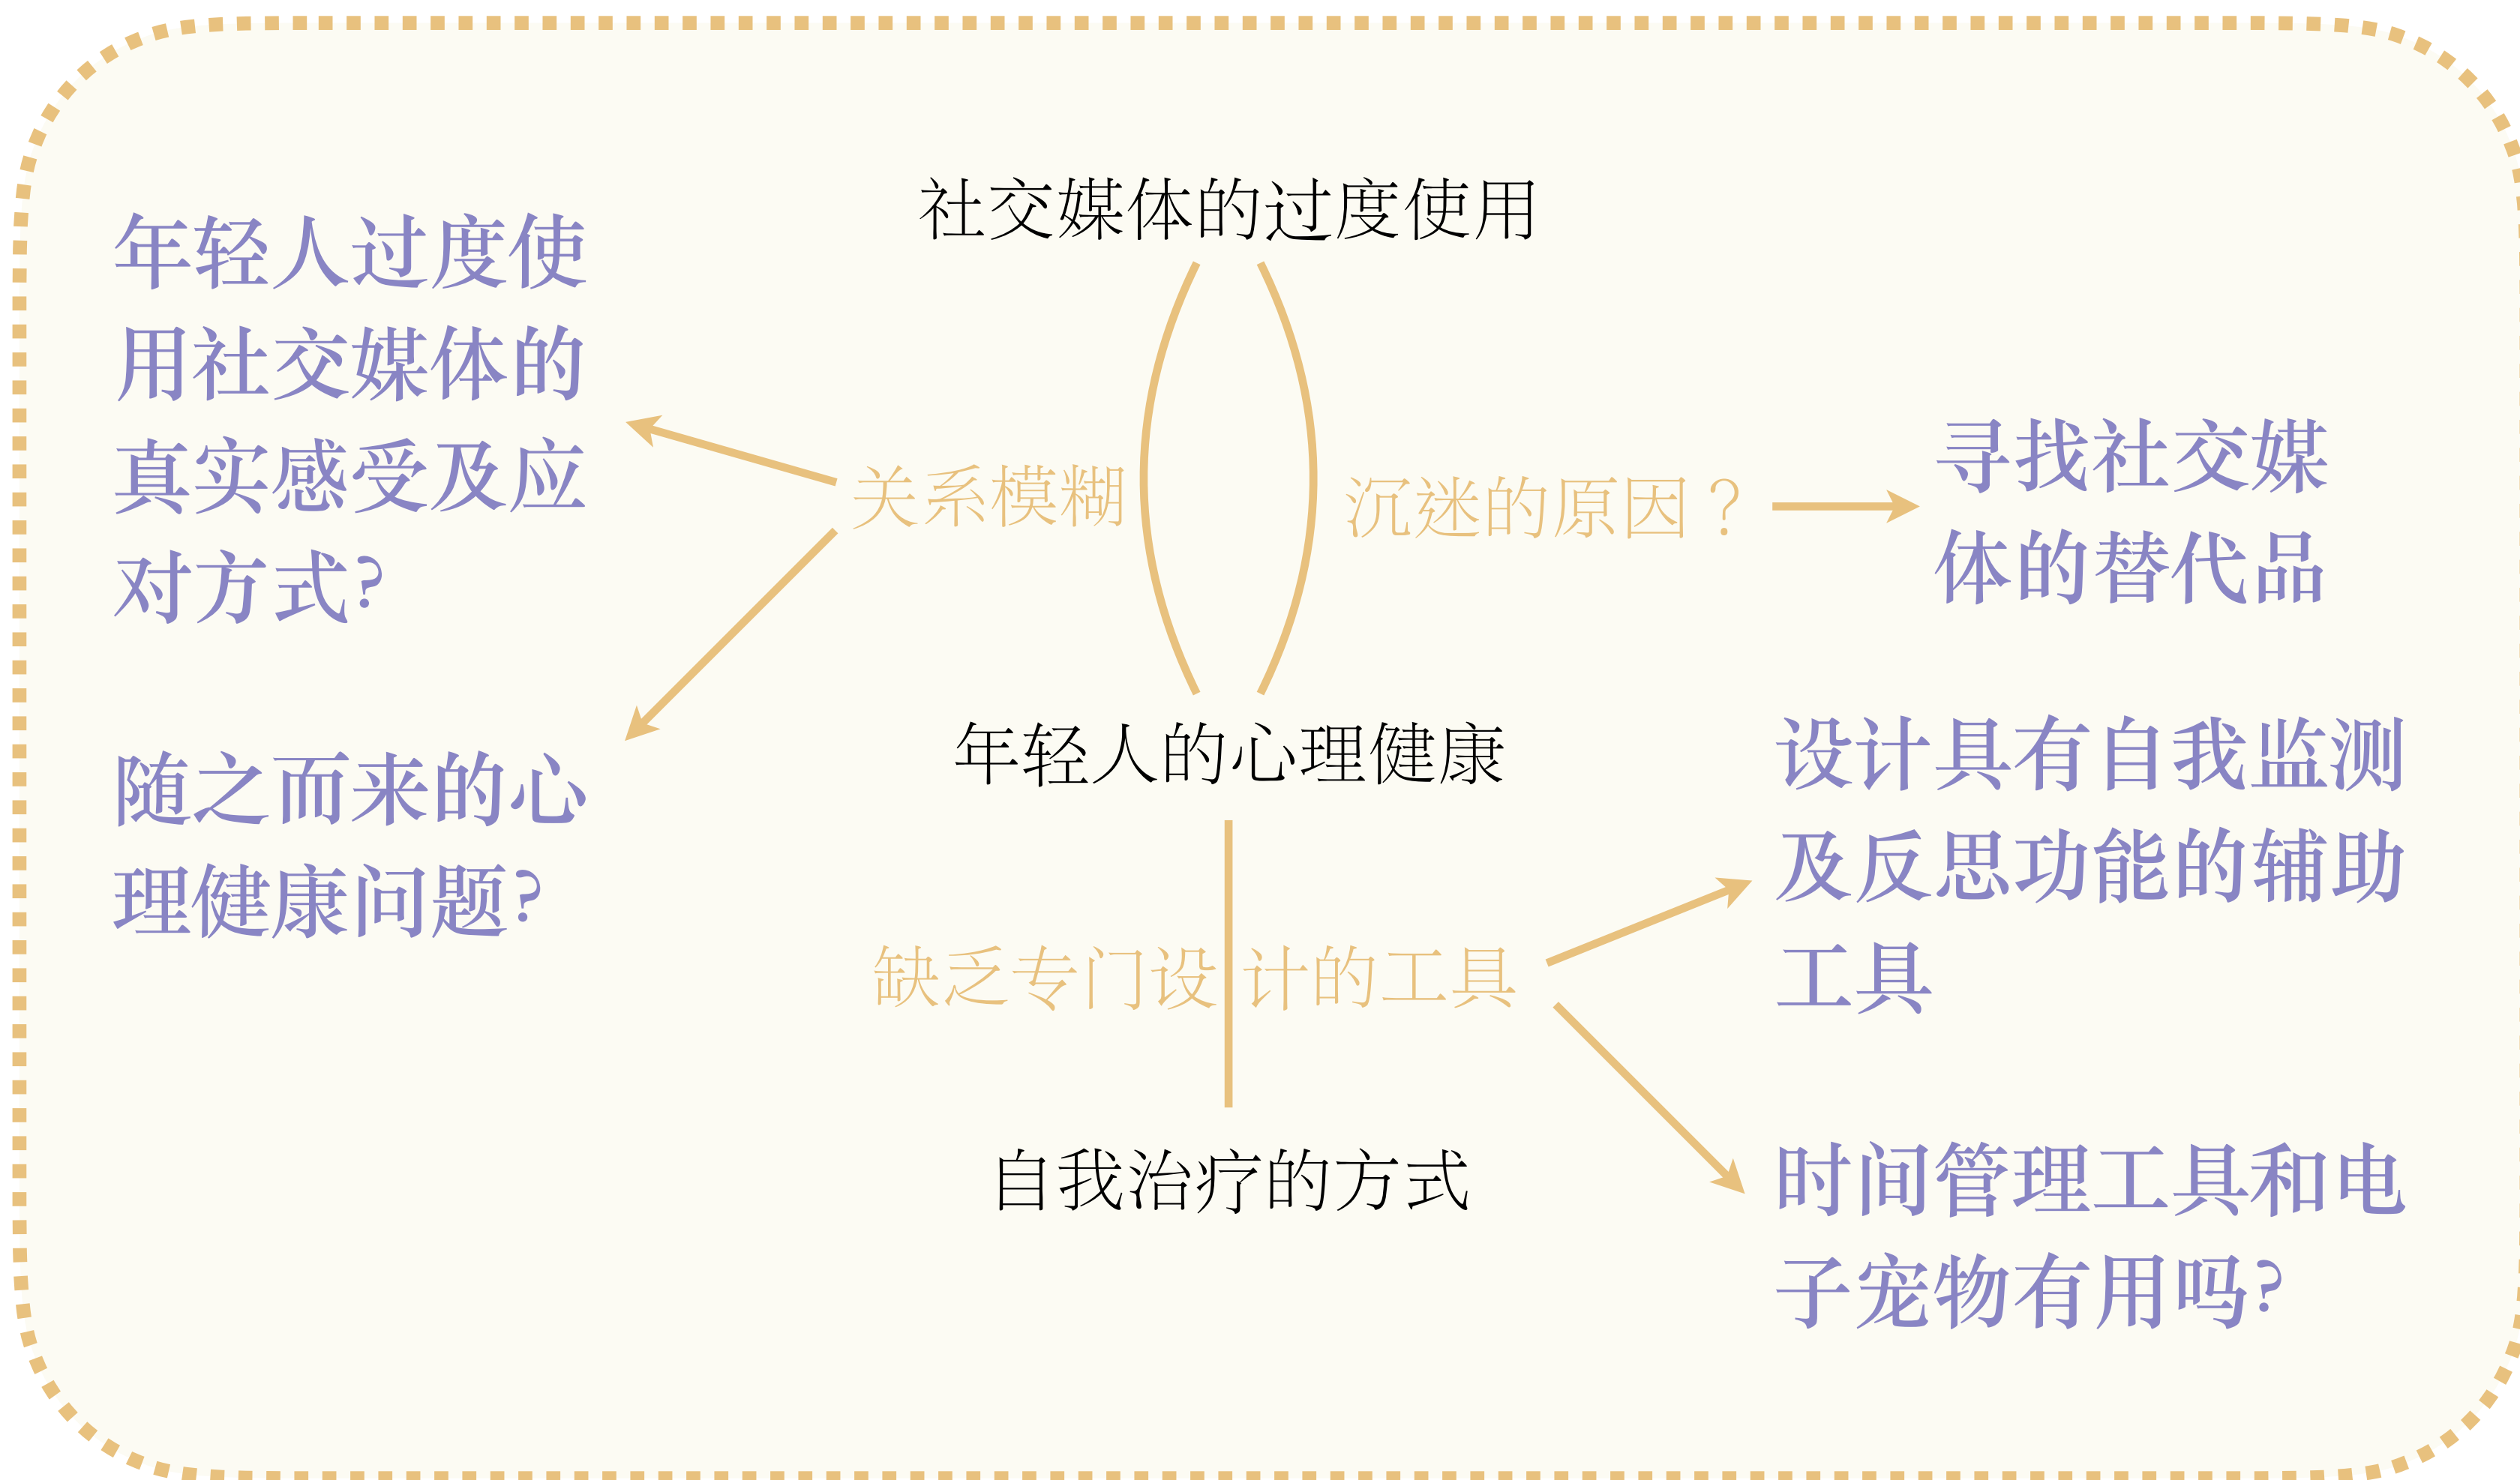 社交媒体的过度使用
年轻人过度使
用社交媒体的
真实感受及应
对方式?
关系模糊
沉迷的原因？
寻找社交媒
体的替代品
年轻人的心理健康
随之而来的心
理健康问题?
设计具有自我监测
及反思功能的辅助
工具
缺乏专门设计的工具
自我治疗的方式
时间管理工具和电
子宠物有用吗?